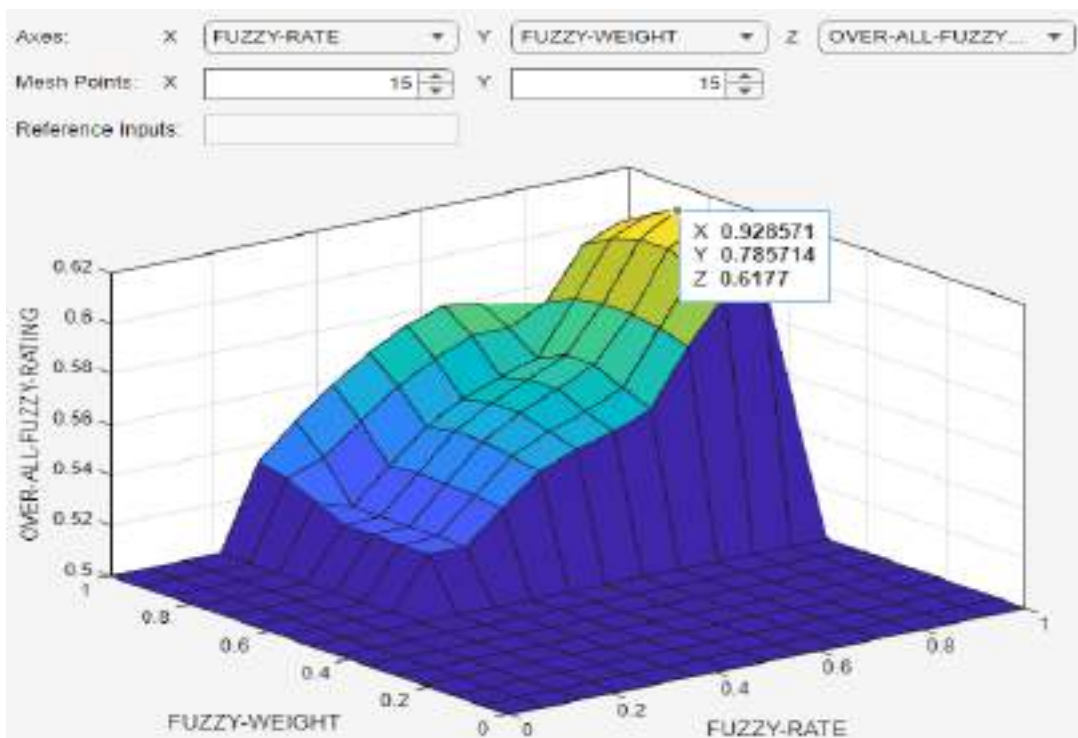 Axes: X FUZZY-RATE Y FUZZY-WEIGHT Z OVER-ALL-FUZZY...
Mesh Points: X 15 Y 15
Reference Inputs:
X 0.928571
Y 0.785714
Z 0.6177
OVER-ALL-FUZZY-RATING
0.62
0.6
0.58
0.56
0.54
0.52
0.5
1
0.8
0.6
0.4
0.2
0
FUZZY-WEIGHT
0
0.2
0.4
0.6
0.8
1
FUZZY-RATE